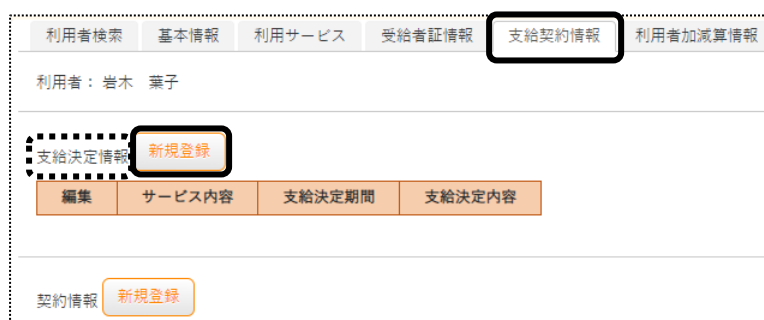 利用者検索 基本情報 利用サービス 受給者証情報 支給契約情報 利用者加減算情報
利用者： 岩木 葉子
支給決定情報 新規登録
編集 サービス内容 支給決定期間 支給決定内容
契約情報 新規登録